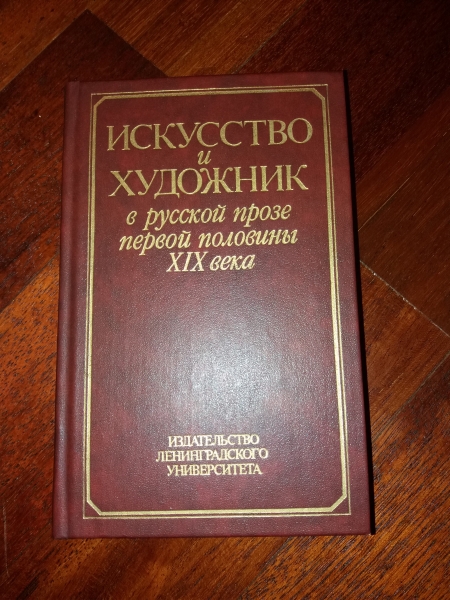 ИСКУССТВО
и
ХУДОЖНИК
в русской прозе
первой половины
XIX века
ИЗДАТЕЛЬСТВО
ЛЕНИНГРАДСКОГО
УНИВЕРСИТЕТА